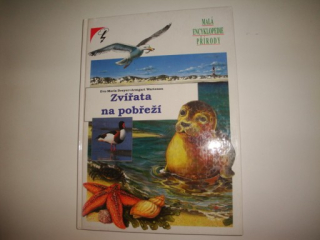 MALÁ
ENCYKLOPEDIE
PŘÍRODY
Zvířata
na pobřeží